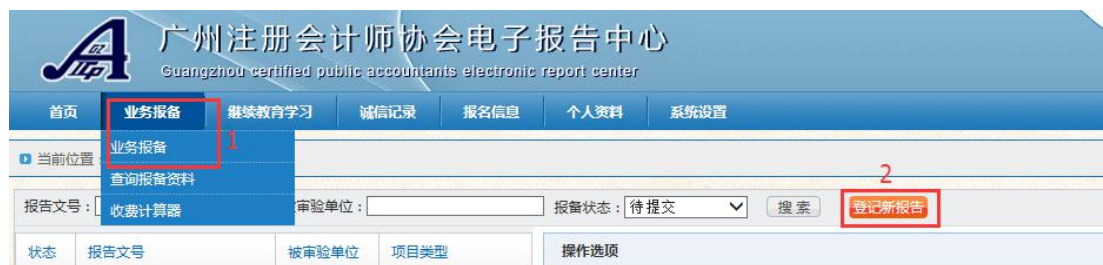 广州注册会计师协会电子报告中心
Guangzhou certified public accountants electronic report center
首页 业务报备 继续教育学习 诚信记录 报名信息 个人资料 系统设置
业务报备 1
当前位置:
查询报备资料
2
报告文号: 收费计算器 审验单位: 报备状态: 待提交 搜索 登记新报告
状态 报告文号 被审验单位 项目类型 操作选项